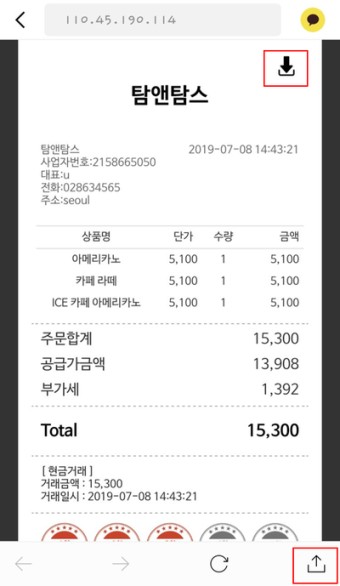 110.45.190.114
탐앤탐스
탐앤탐스 2019-07-08 14:43:21
사업자번호:2158665050
대표:u
전화:028634565
주소:seoul
상품명 단가 수량 금액
아메리카노 5,100 1 5,100
카페 라떼 5,100 1 5,100
ICE 카페 아메리카노 5,100 1 5,100
주문합계 15,300
공급가금액 13,908
부가세 1,392
Total 15,300
[ 현금거래 ]
거래금액 : 15,300
거래일시 : 2019-07-08 14:43:21